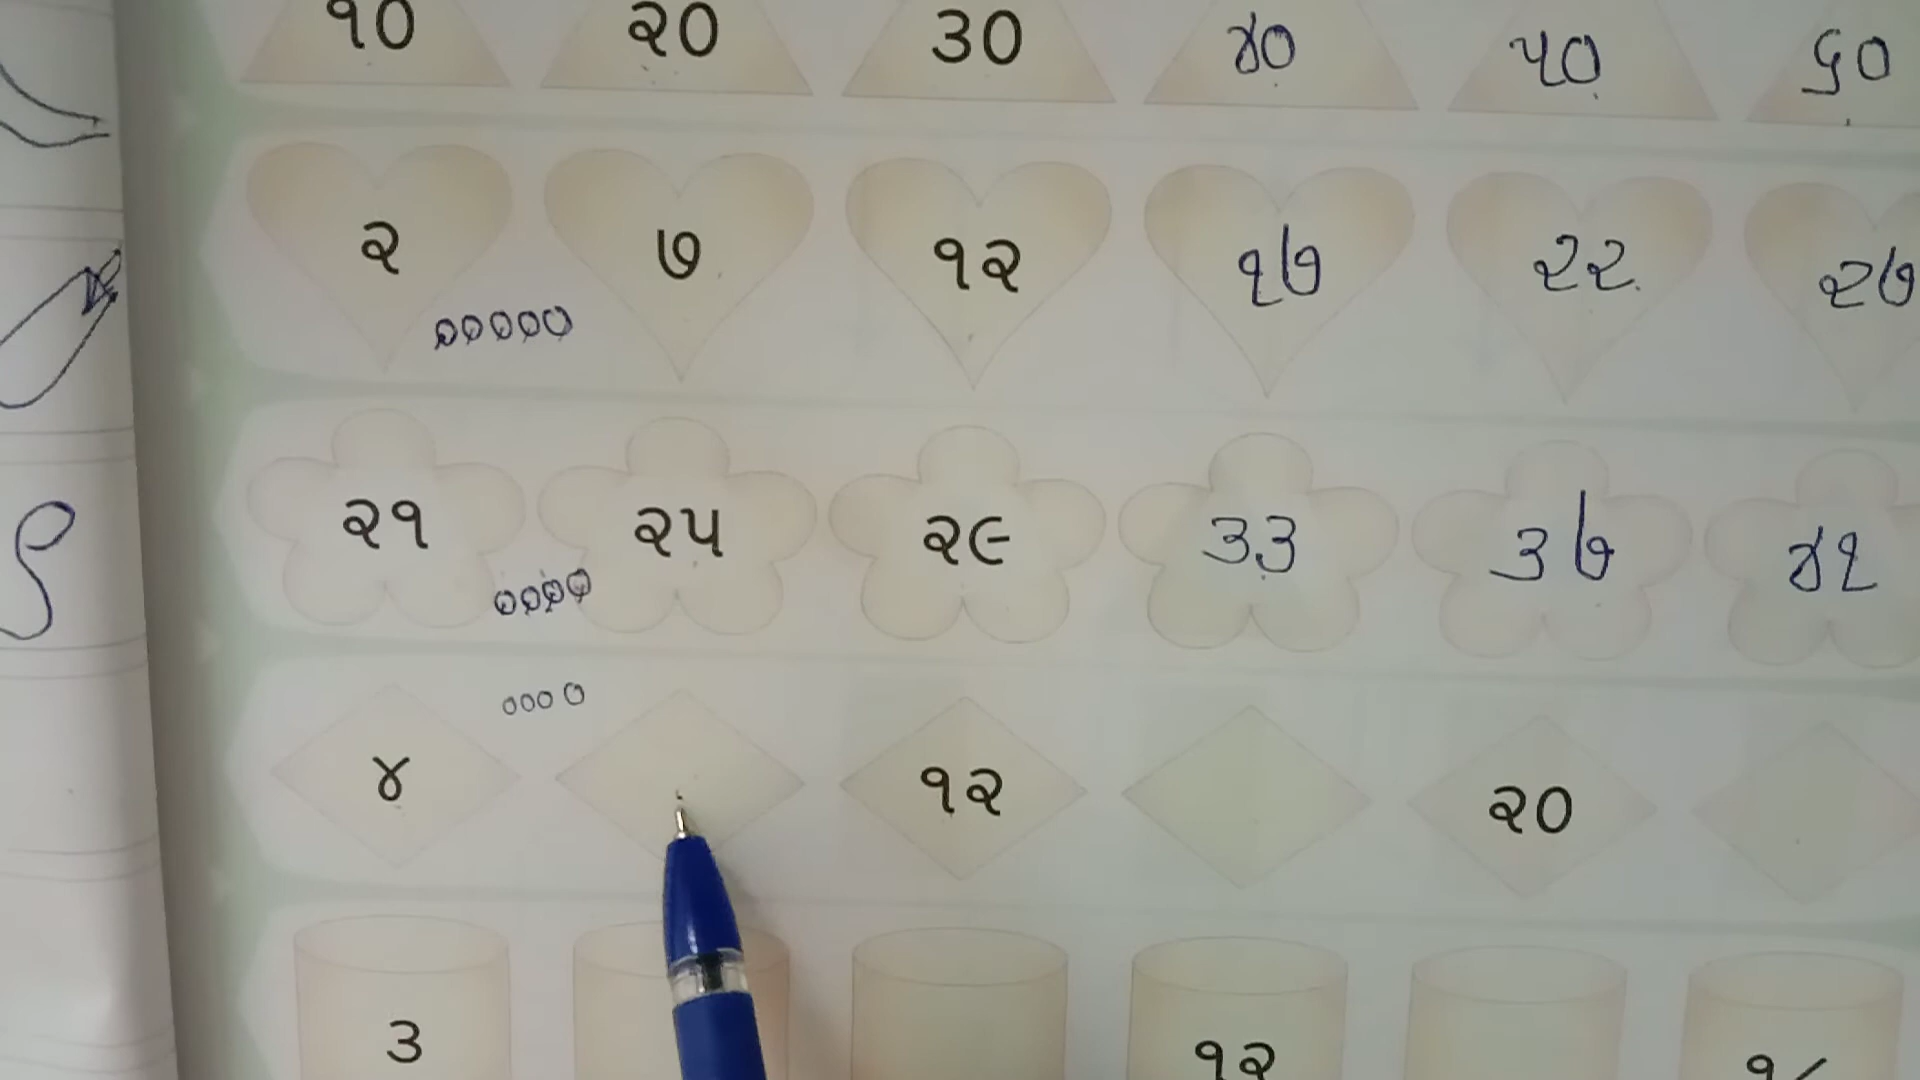 ૧૦ ૨૦ ૩૦ ૪૦ ૫૦ ૬૦
૨ ૭ ૧૨ ૧૭ ૨૨ ૨૭
૨૧ ૨૫ ૨૯ ૩૩ ૩૭ ૪૧
૪ ૧૨ ૨૦
૩ ૧૨